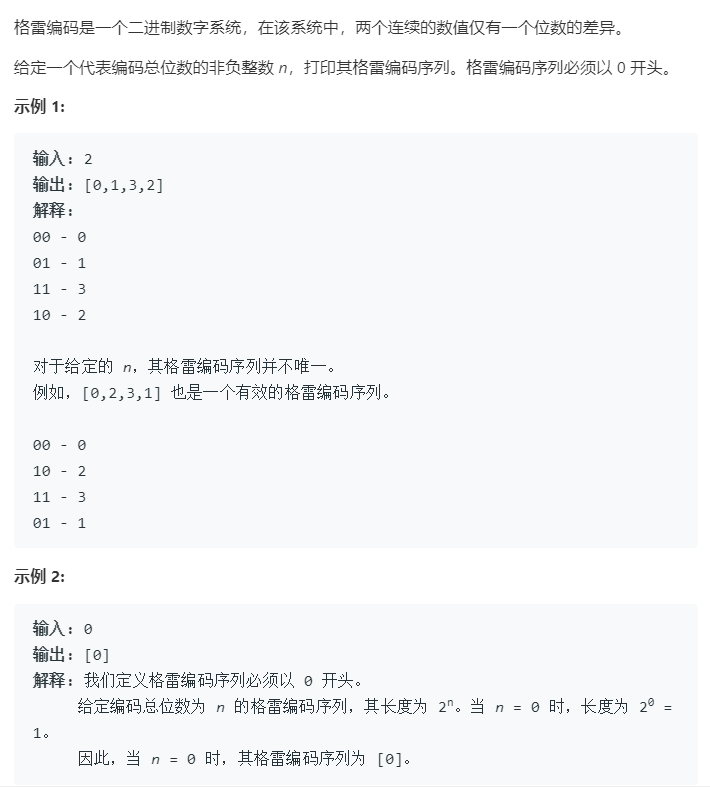 格雷编码是一个二进制数字系统，在该系统中，两个连续的数值仅有一个位数的差异。
给定一个代表编码总位数的非负整数 n，打印其格雷编码序列。格雷编码序列必须以 0 开头。
示例 1:
输入: 2
输出: [0,1,3,2]
解释:
00 - 0
01 - 1
11 - 3
10 - 2
对于给定的 n，其格雷编码序列并不唯一。
例如，[0,2,3,1] 也是一个有效的格雷编码序列。
00 - 0
10 - 2
11 - 3
01 - 1
示例 2:
输入: 0
输出: [0]
解释: 我们定义格雷编码序列必须以 0 开头。
给定编码总位数为 n 的格雷编码序列，其长度为 2ⁿ。当 n = 0 时，长度为 2⁰ =
1。
因此，当 n = 0 时，其格雷编码序列为 [0]。